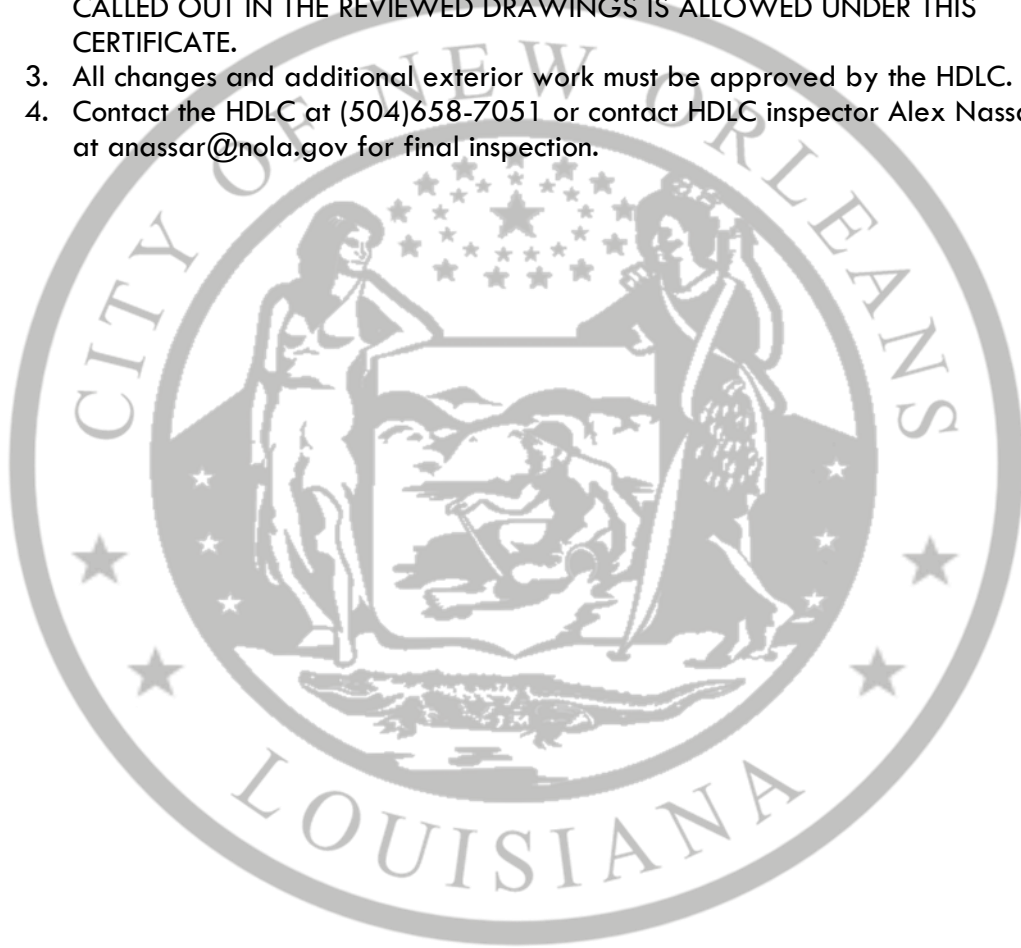 CALLED OUT IN THE REVIEWED DRAWINGS IS ALLOWED UNDER THIS
CERTIFICATE.
3. All changes and additional exterior work must be approved by the HDLC.
4. Contact the HDLC at (504)658-7051 or contact HDLC inspector Alex
at anassar@nola.gov for final inspection.
CITY OF NEW ORLEANS
LOUISIANA